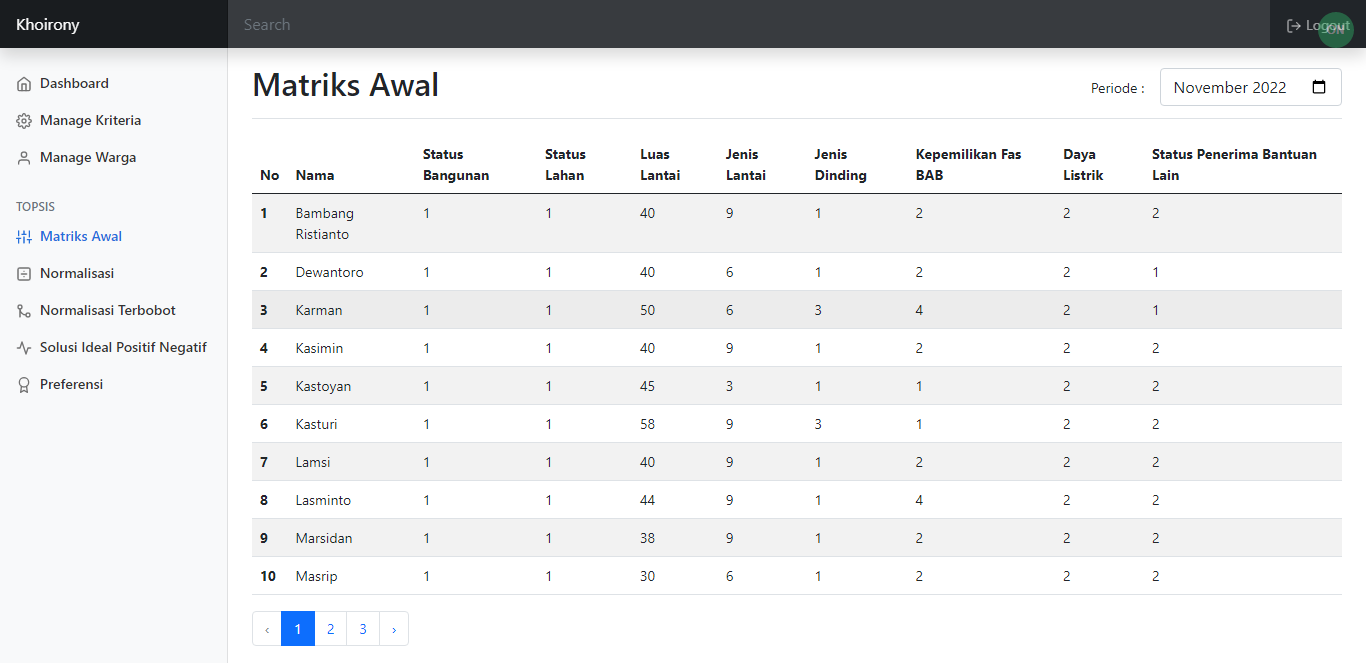 Khoirony
Search
Logout
ON
Dashboard
Manage Kriteria
Manage Warga
TOPSIS
Matriks Awal
Normalisasi
Normalisasi Terbobot
Solusi Ideal Positif Negatif
Preferensi
Matriks Awal
Periode :
November 2022
No Nama Status Bangunan Status Lahan Luas Lantai Jenis Lantai Jenis Dinding Kepemilikan Fas BAB Daya Listrik Status Penerima Bantuan Lain
1 Bambang Ristianto 1 1 40 9 1 2 2 2
2 Dewantoro 1 1 40 6 1 2 2 1
3 Karman 1 1 50 6 3 4 2 1
4 Kasimin 1 1 40 9 1 2 2 2
5 Kastoyan 1 1 45 3 1 1 2 2
6 Kasturi 1 1 58 9 3 1 2 2
7 Lamsi 1 1 40 9 1 2 2 2
8 Lasminto 1 1 44 9 1 4 2 2
9 Marsidan 1 1 38 9 1 2 2 2
10 Masrip 1 1 30 6 1 2 2 2
‹ 1 2 3 ›